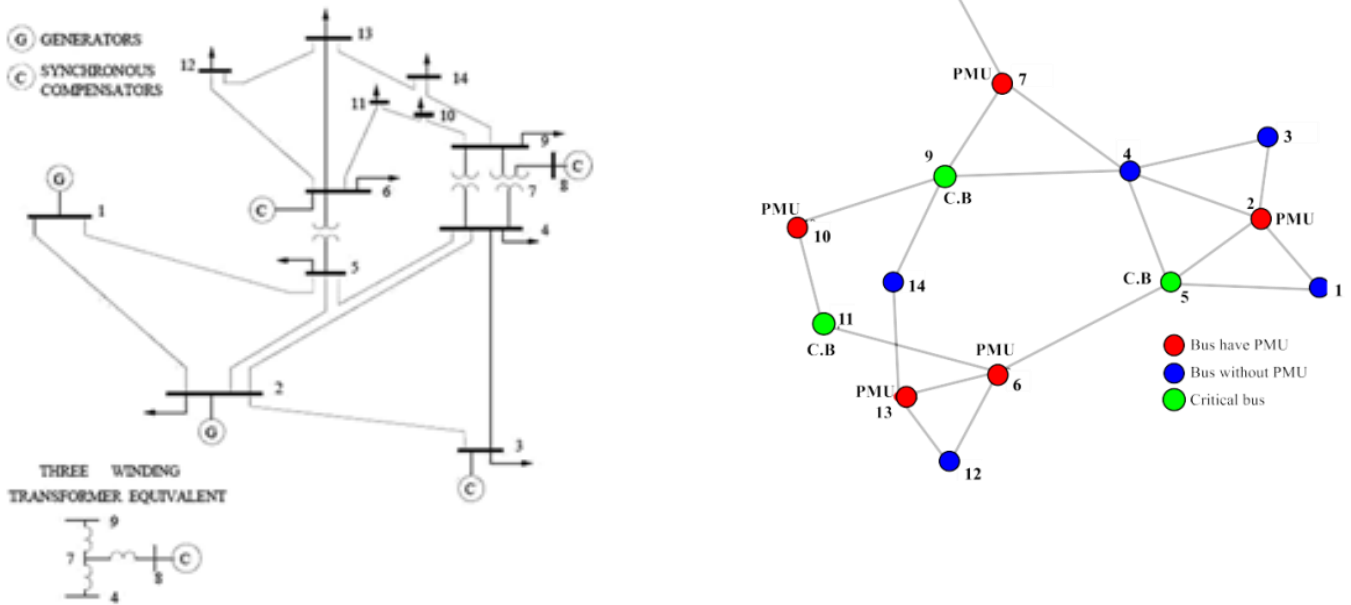 G GENERATORS
C SYNCHRONOUS
COMPENSATORS
13
12
14
11
10
9
G
C
8
7
6
1
C
4
5
2
G
3
C
THREE WINDING
TRANSFORMER EQUIVALENT
9
7
C
8
4
PMU
7
3
9
4
C.B
2
PMU
PMU
10
C.B
5
14
1
11
C.B
PMU
6
PMU
13
12
Bus have PMU
Bus without PMU
Critical bus